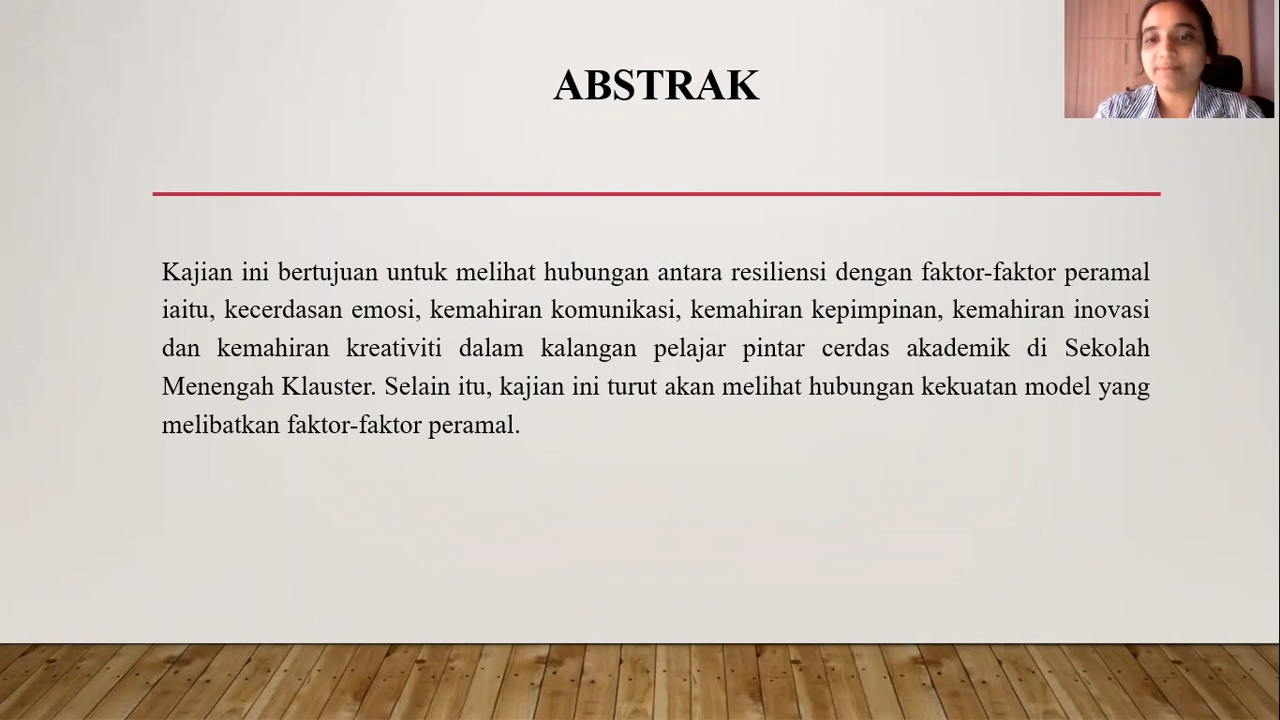 ABSTRAK
Kajian ini bertujuan untuk melihat hubungan antara resiliensi dengan faktor-faktor peramal
iaitu, kecerdasan emosi, kemahiran komunikasi, kemahiran kepimpinan, kemahiran inovasi
dan kemahiran kreativiti dalam kalangan pelajar pintar cerdas akademik di Sekolah
Menengah Klauster. Selain itu, kajian ini turut akan melihat hubungan kekuatan model yang
melibatkan faktor-faktor peramal.